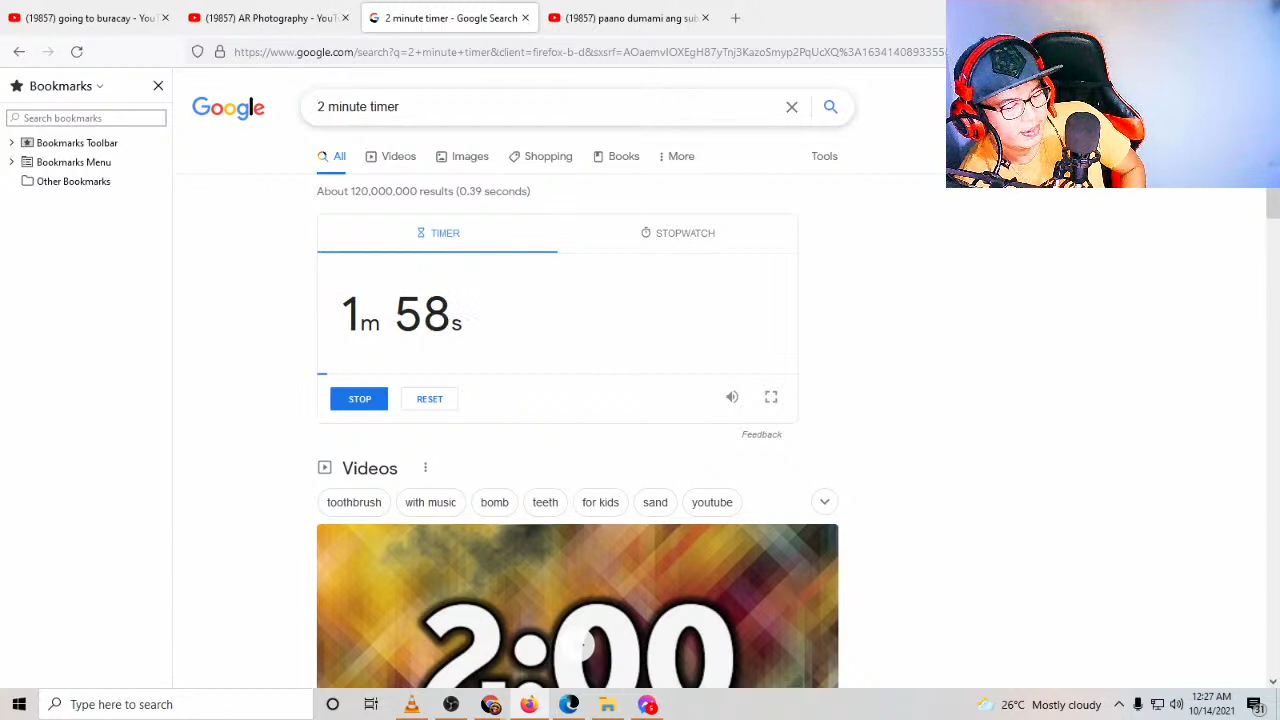 (19857) going to buracay - YouT
(19857) AR Photography - YouT
2 minute timer - Google Search
(19857) paano dumami ang sub
Bookmarks
Search bookmarks
Bookmarks Toolbar
Bookmarks Menu
Other Bookmarks
Google
2 minute timer
All
Videos
Images
Shopping
Books
More
Tools
About 120,000,000 results (0.39 seconds)
TIMER
STOPWATCH
1m 58s
STOP
RESET
Feedback
Videos
toothbrush
with music
bomb
teeth
for kids
sand
youtube
2:00
Type here to search
26°C Mostly cloudy
12:27 AM
10/14/2021
31